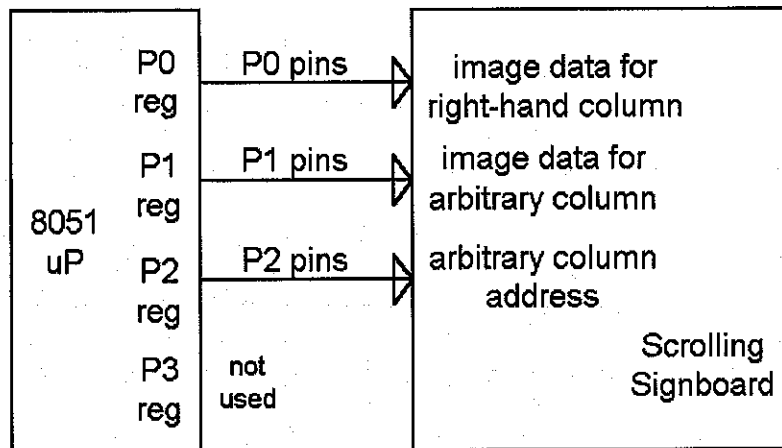 8051
uP
P0
reg
P1
reg
P2
reg
P3
reg
P0 pins
P1 pins
P2 pins
not
used
image data for
right-hand column
image data for
arbitrary column
arbitrary column
address
Scrolling
Signboard